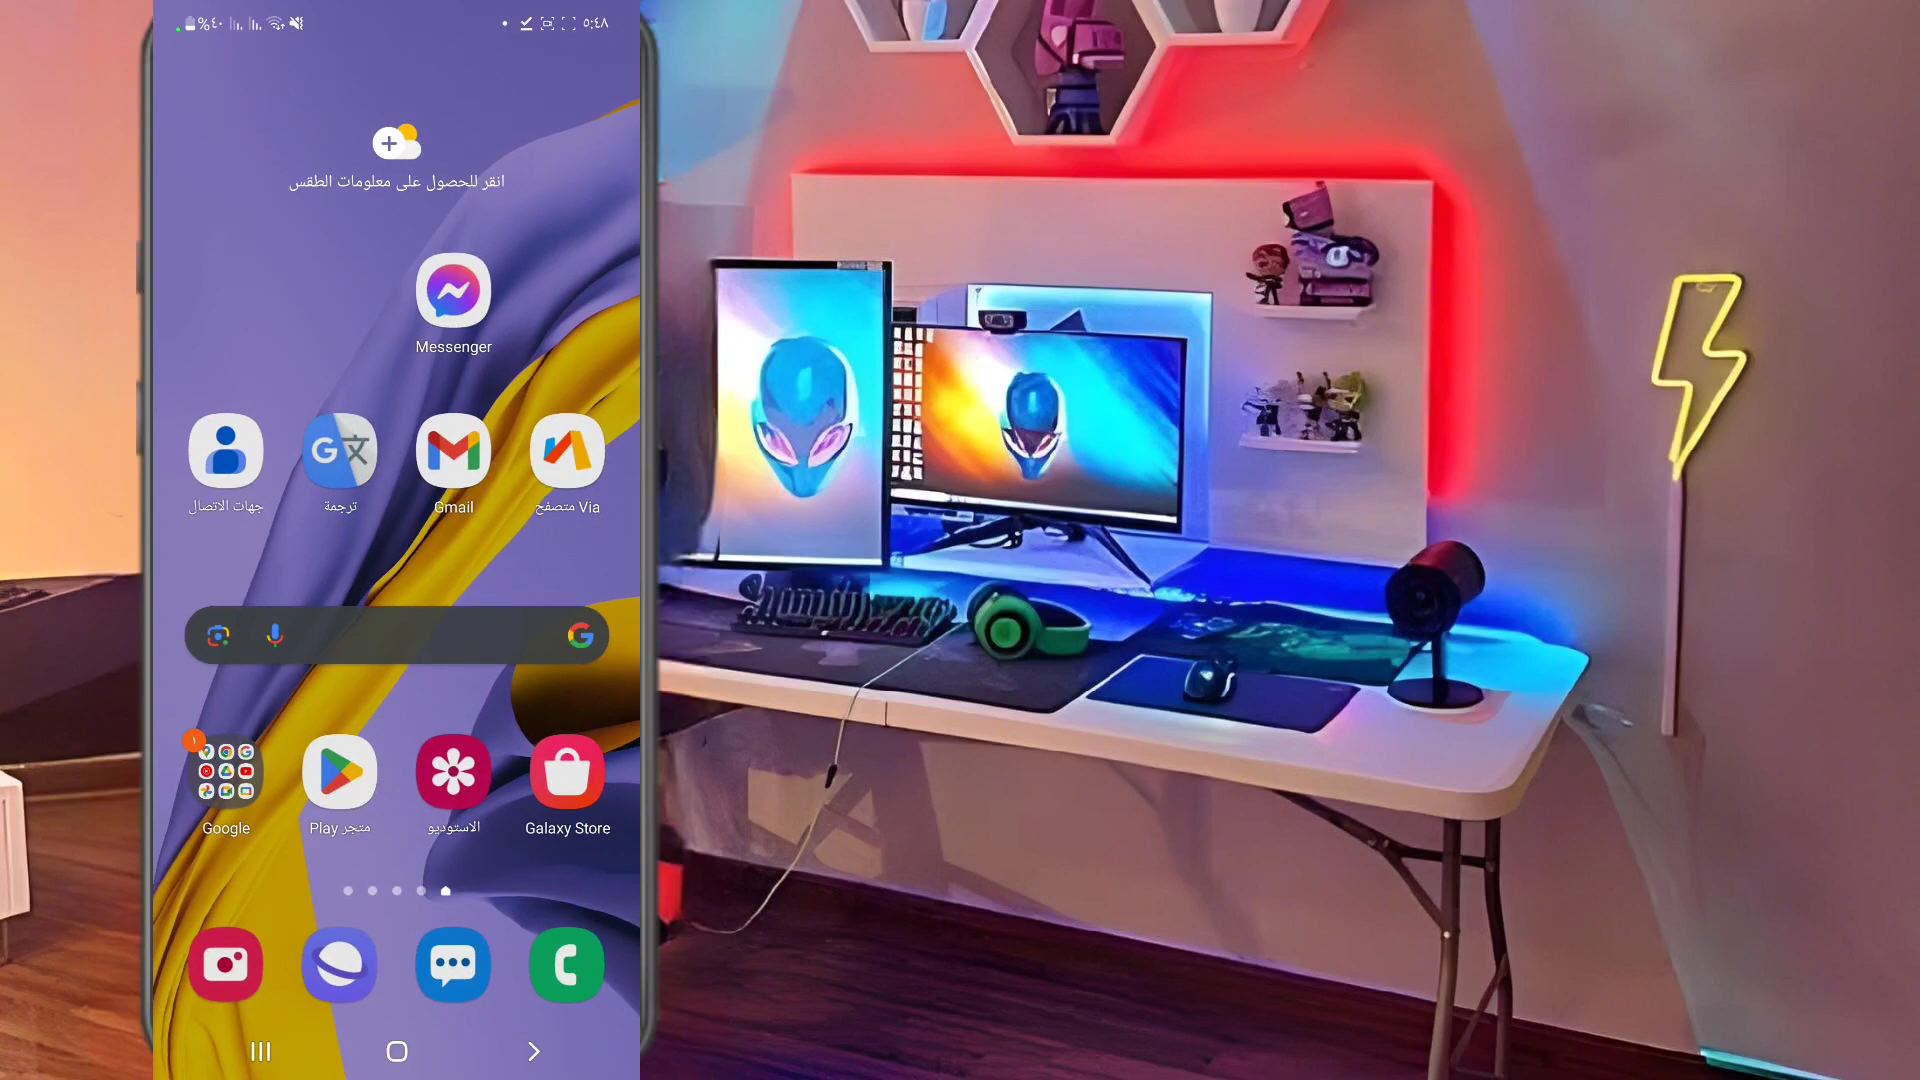 %٤٠ ٥:٤٨
انقر للحصول على معلومات الطقس
Messenger
جهات الاتصال
ترجمة
Gmail
متصفح Via
١
Google
متجر Play
الاستوديو
Galaxy Store